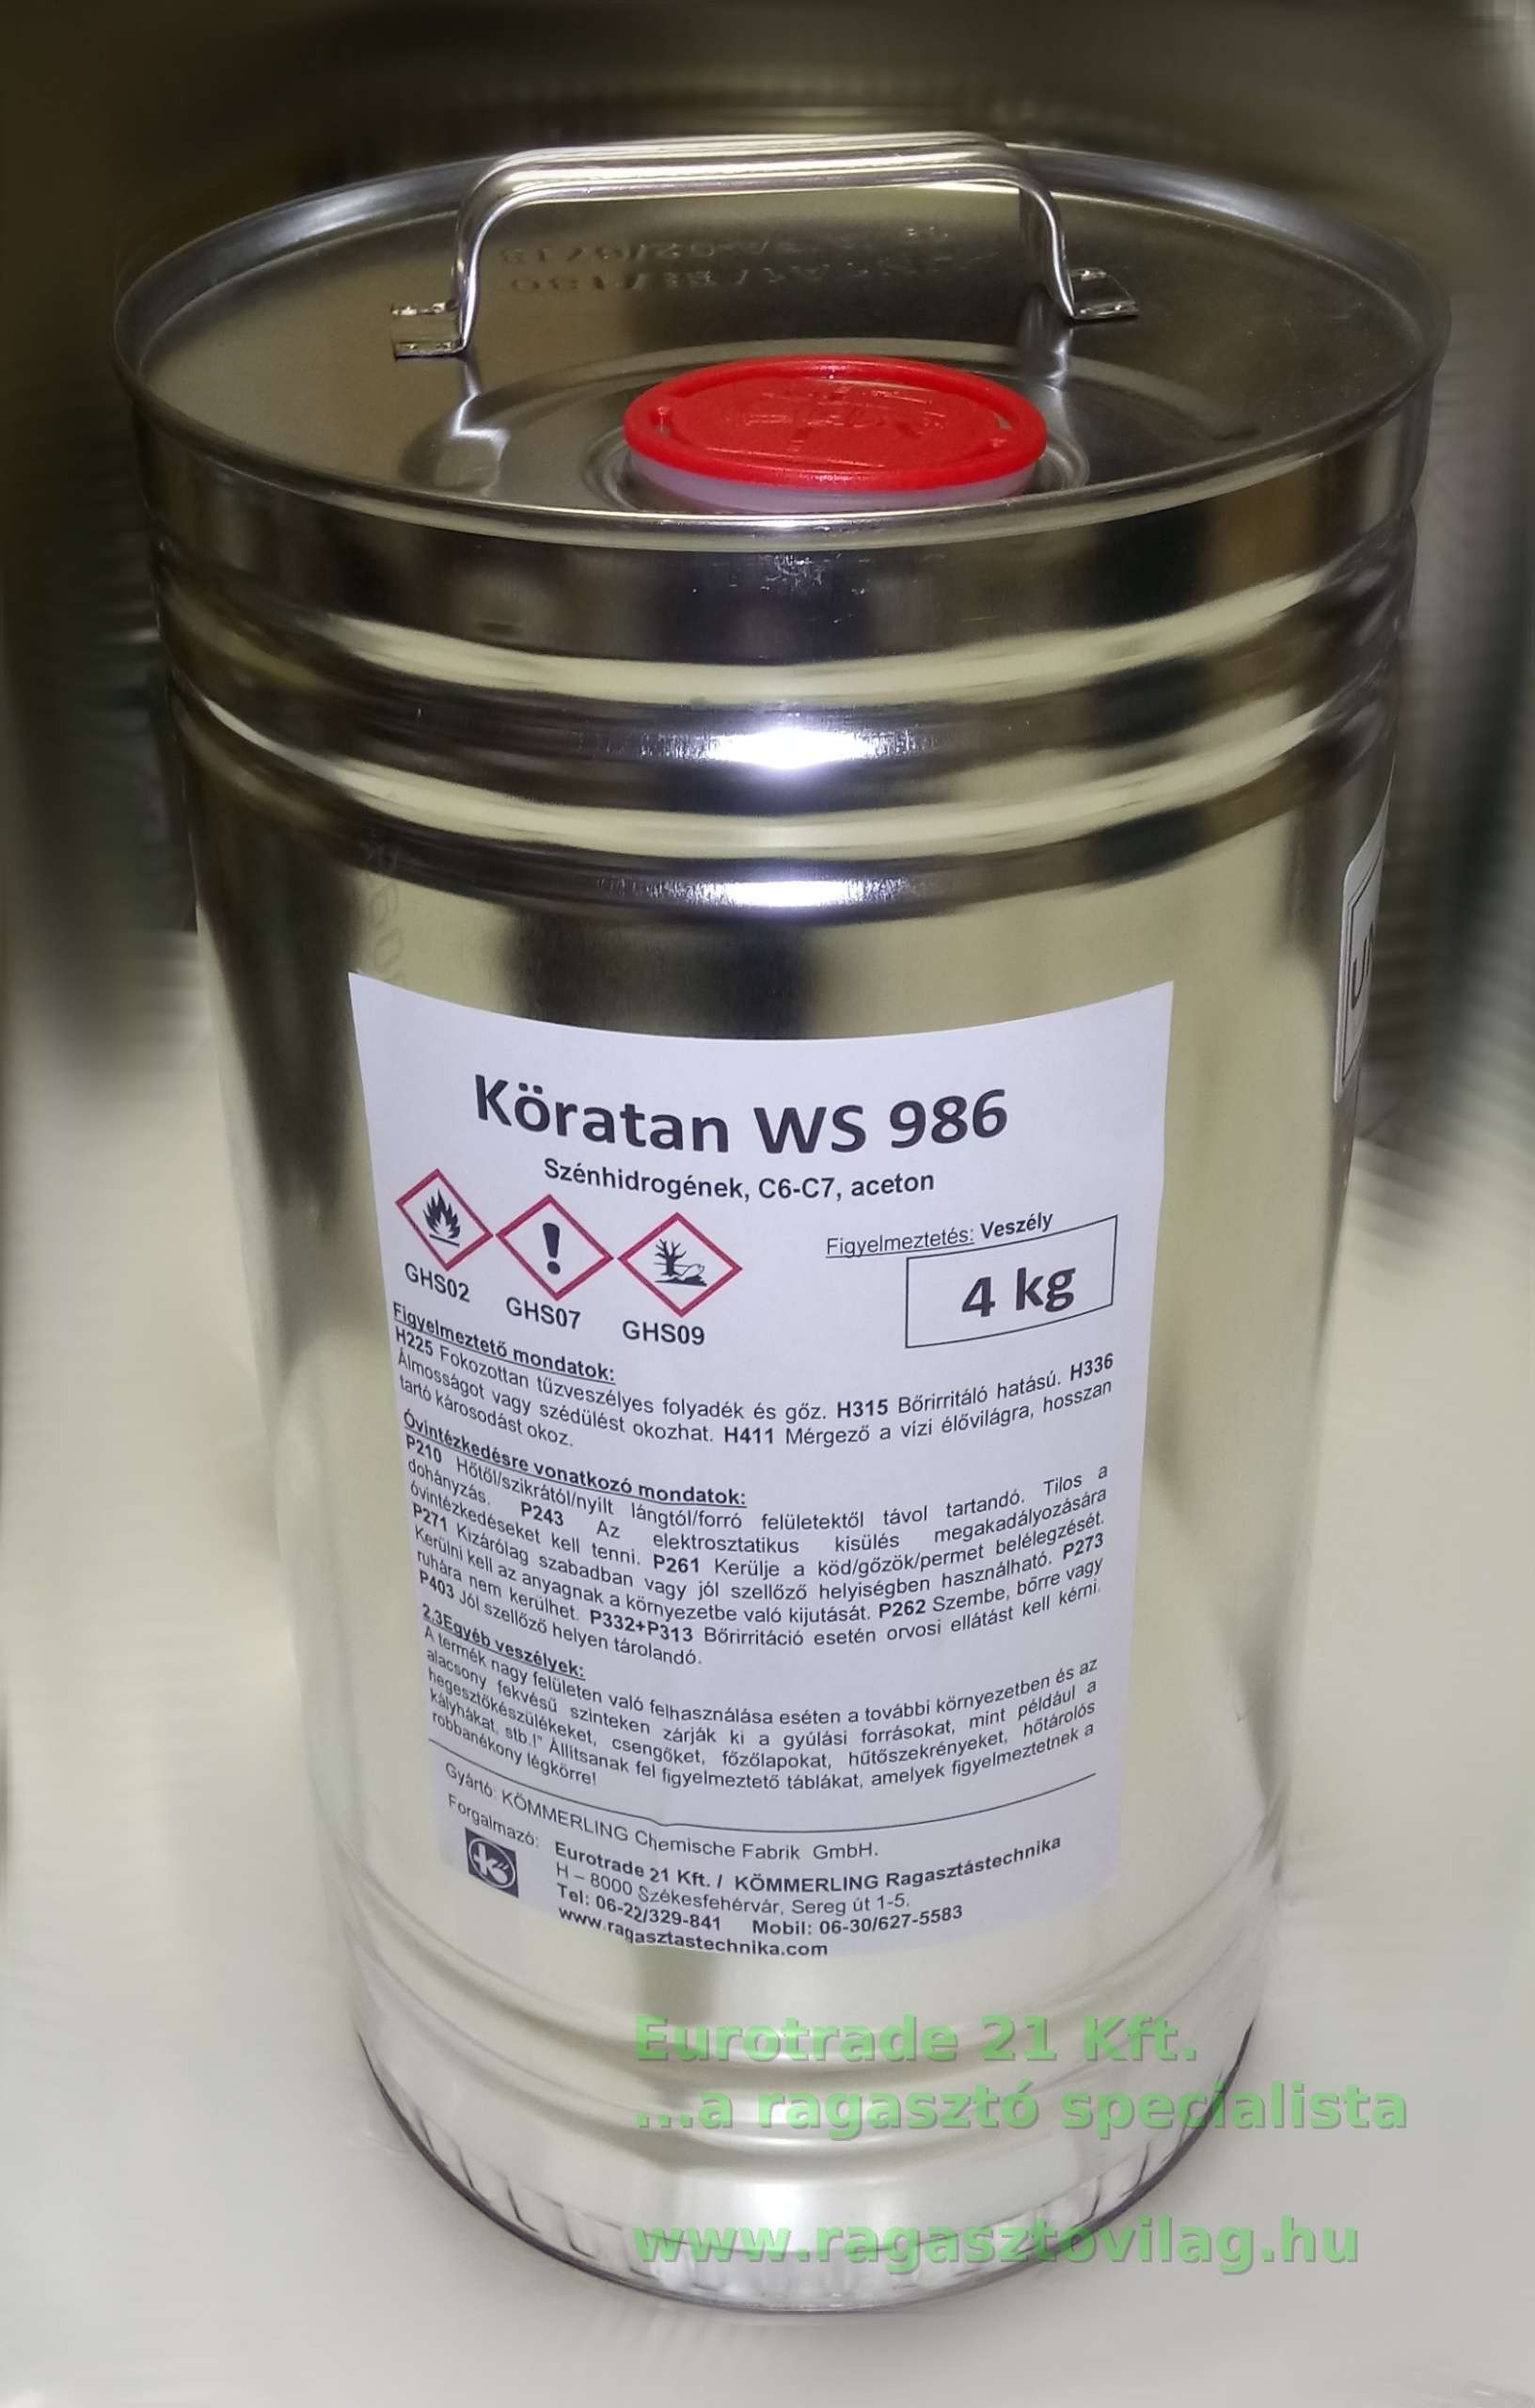 Köratan WS 986
Szénhidrogének, C6-C7, aceton
GHS02 GHS07 GHS09
Figyelmeztetés: Veszély
4 kg
Figyelmeztető mondatok:
H225 Fokozottan tűzveszélyes folyadék és gőz. H315 Bőrirritáló hatású. H336
Álmosságot vagy szédülést okozhat. H411 Mérgező a vízi élővilágra, hosszan
tartó károsodást okoz.
Óvintézkedésre vonatkozó mondatok:
P210 Hőtől/szikrától/nyílt lángtól/forró felületektől távol tartandó. Tilos a
dohányzás. P243 Az elektrosztatikus kisülés megakadályozására
óvintézkedéseket kell tenni. P261 Kerülje a köd/gőzök/permet belélegzését.
P271 Kizárólag szabadban vagy jól szellőző helyiségben használható. P273
Kerülni kell az anyagnak a környezetbe való kijutását. P262 Szembe, bőrre vagy
ruhára nem kerülhet. P332+P313 Bőrirritáció esetén orvosi ellátást kell kérni.
P403 Jól szellőző helyen tárolandó.
2.3Egyéb veszélyek:
A termék nagy felületen való felhasználása eséten a további környezetben és az
alacsony fekvésű szinteken zárják ki a gyúlási forrásokat, mint például a
hegesztőkészülékeket, csengőket, főzőlapokat, hűtőszekrényeket, hőtárolós
kályhákat, stb.!" Állítsanak fel figyelmeztető táblákat, amelyek figyelmeztetnek a
robbanékony légkörre!
Gyártó: KÖMMERLING Chemische Fabrik GmbH.
Forgalmazó: Eurotrade 21 Kft. / KÖMMERLING Ragasztástechnika
H – 8000 Székesfehérvár, Sereg út 1-5.
Tel: 06-22/329-841 Mobil: 06-30/627-5583
www.ragasztastechnika.com
Eurotrade 21 Kft.
...a ragasztó specialista
www.ragasztovilag.hu